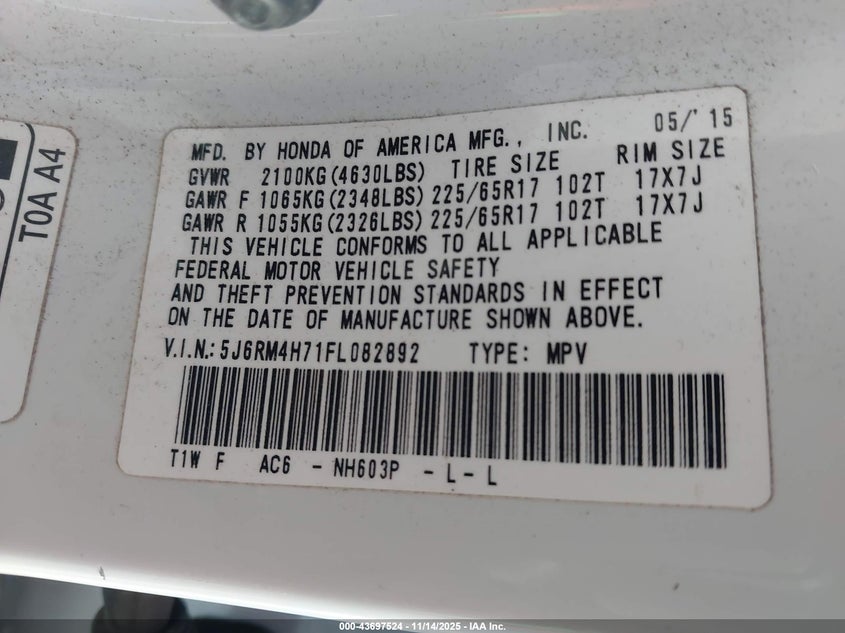 MFD. BY HONDA OF AMERICA MFG., INC. 05/'15
GVWR 2100KG(4630LBS) TIRE SIZE RIM SIZE
GAWR F 1065KG(2348LBS) 225/65R17 102T 17X7J
GAWR R 1055KG(2326LBS) 225/65R17 102T 17X7J
THIS VEHICLE CONFORMS TO ALL APPLICABLE
FEDERAL MOTOR VEHICLE SAFETY
AND THEFT PREVENTION STANDARDS IN EFFECT
ON THE DATE OF MANUFACTURE SHOWN ABOVE.
V.I.N.: 5J6RM4H71FL082892 TYPE: MPV
T1W F AC6 - NH603P - L - L
T0A A4
000-43697524 | 11/14/2025 - IAA Inc.